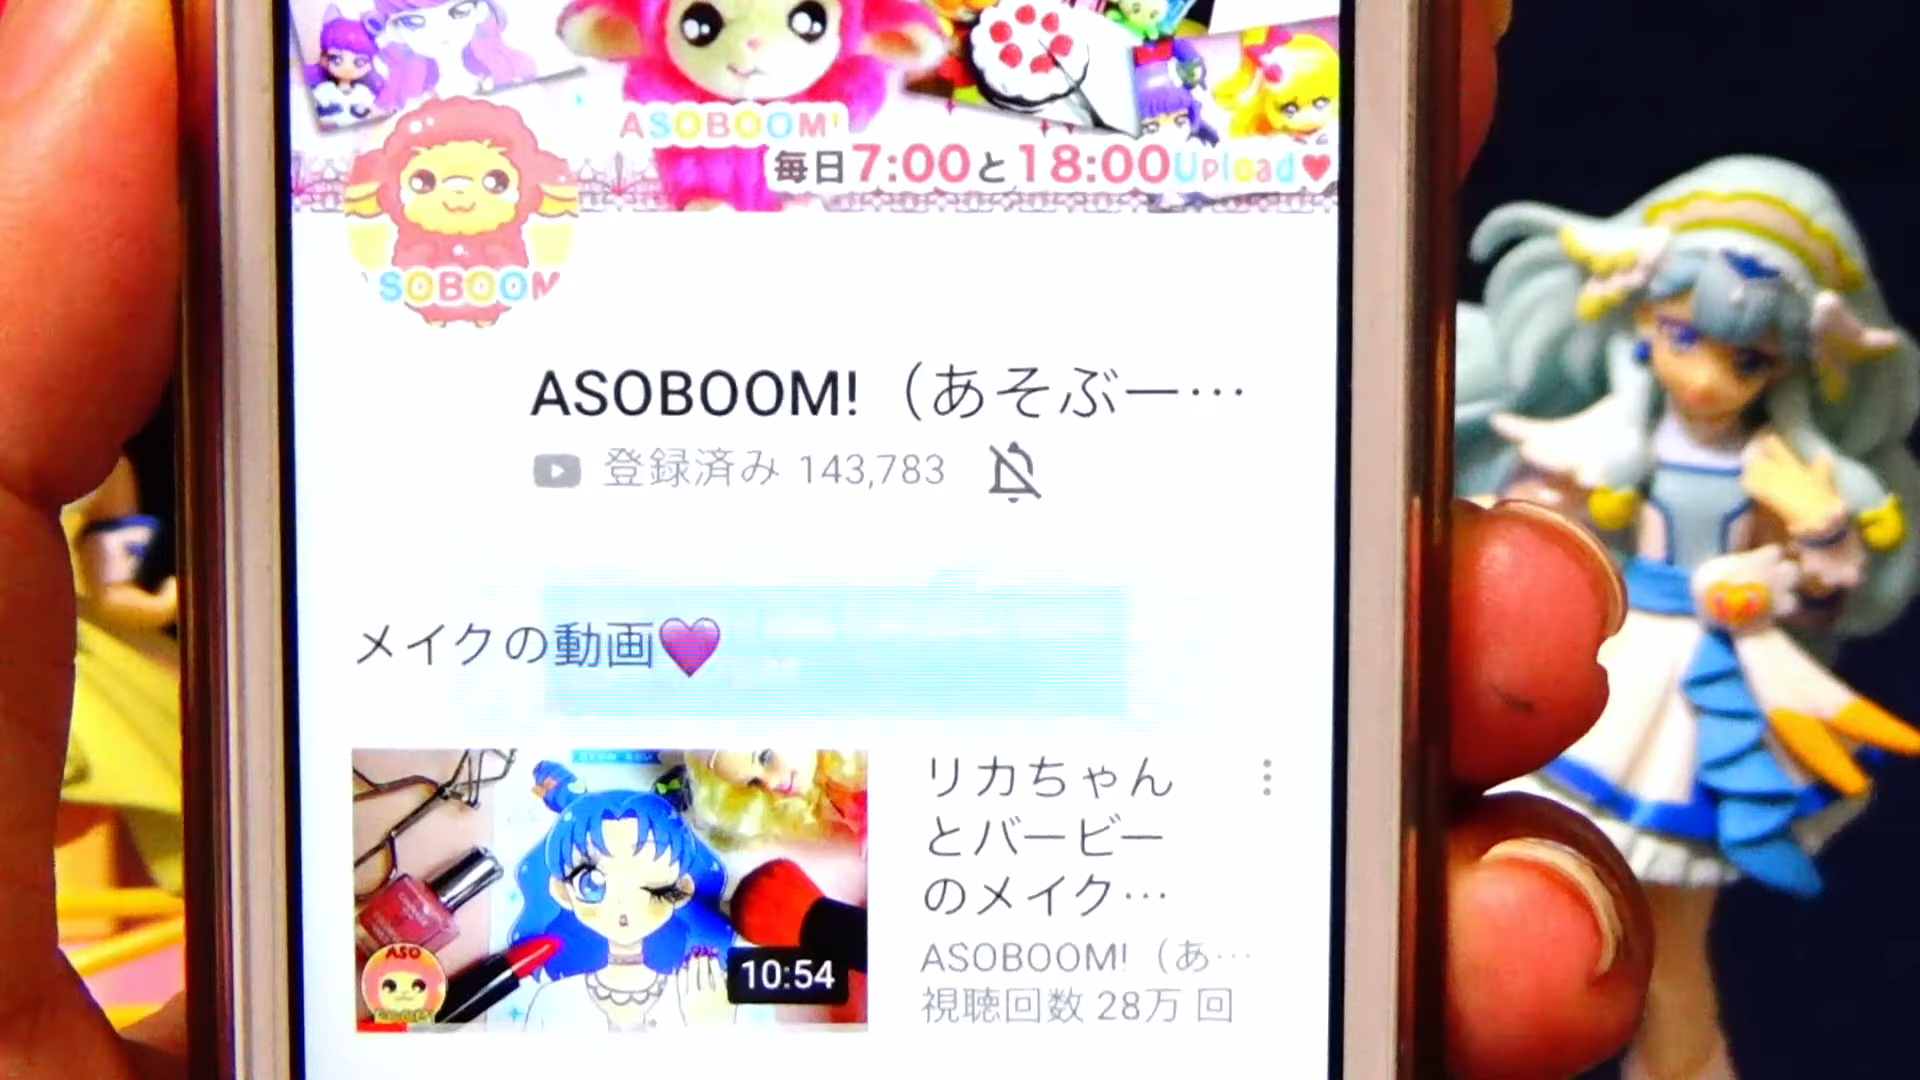 ASOBOOM!
毎日7:00と18:00Upload♥
ASOBOOM
ASOBOOM!（あそぶー…
登録済み 143,783
メイクの動画💜
リカちゃん
とバービー
のメイク…
ASOBOOM!（あ…
視聴回数 28万 回
ASO
10:54